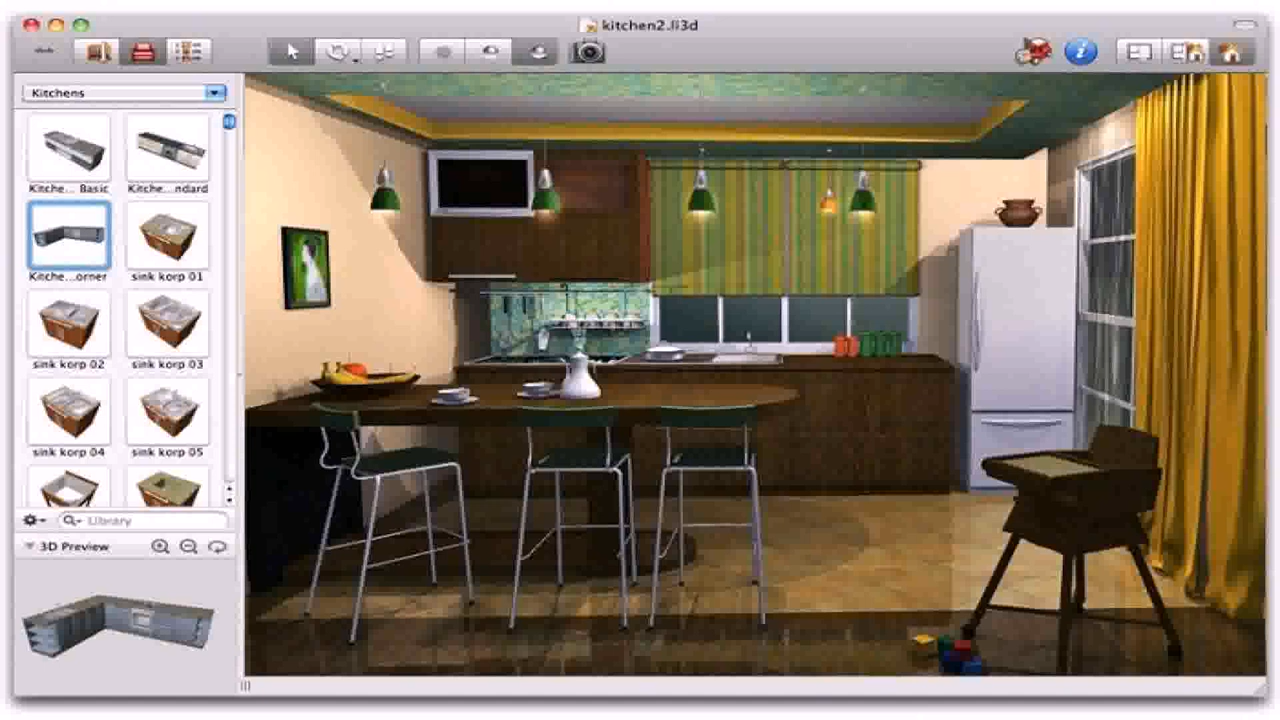 kitchen2.li3d
Kitchens
Kitche... Basic
Kitche...ndard
Kitche...orner
sink korp 01
sink korp 02
sink korp 03
sink korp 04
sink korp 05
Library
3D Preview